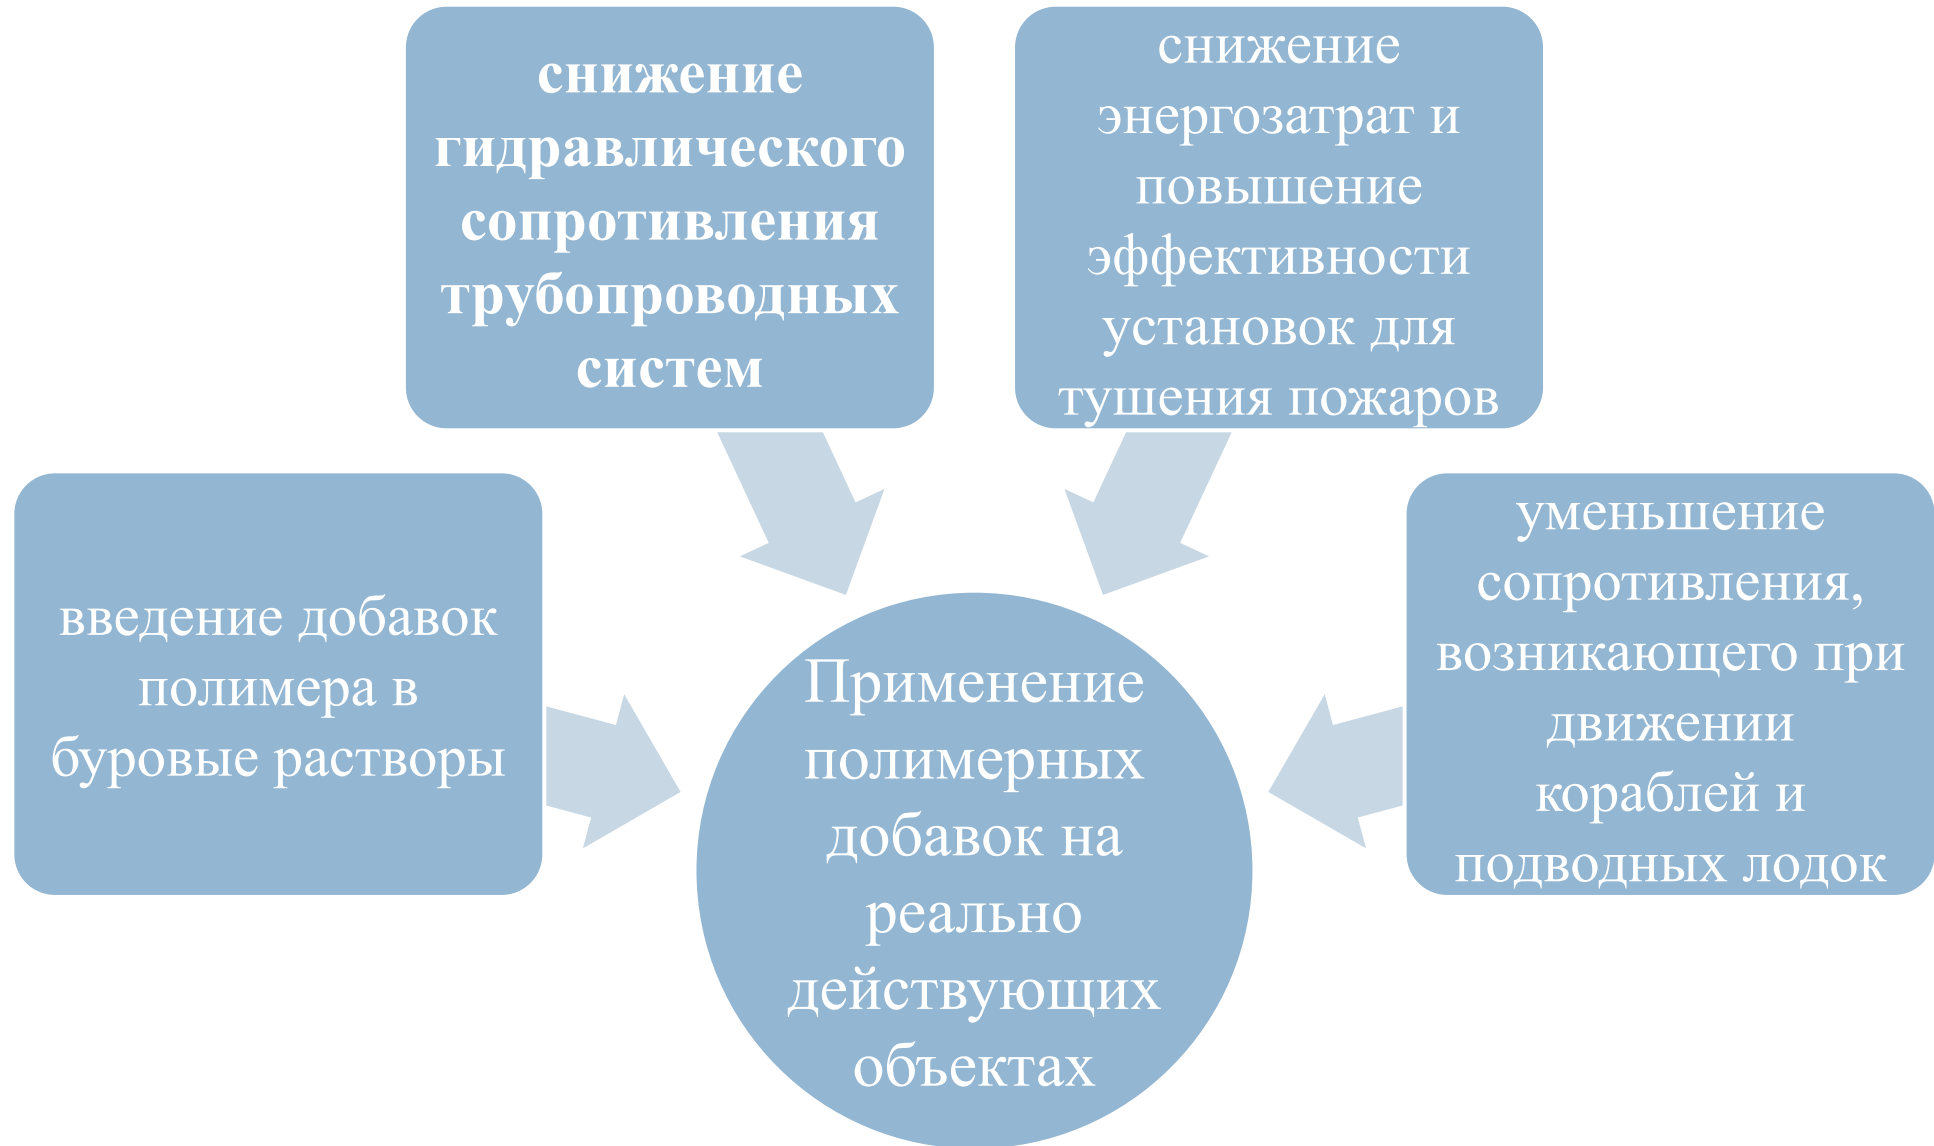 снижение
гидравлического
сопротивления
трубопроводных
систем
снижение
энергозатрат и
повышение
эффективности
установок для
тушения пожаров
введение добавок
полимера в
буровые растворы
уменьшение
сопротивления,
возникающего при
движении
кораблей и
подводных лодок
Применение
полимерных
добавок на
реально
действующих
объектах